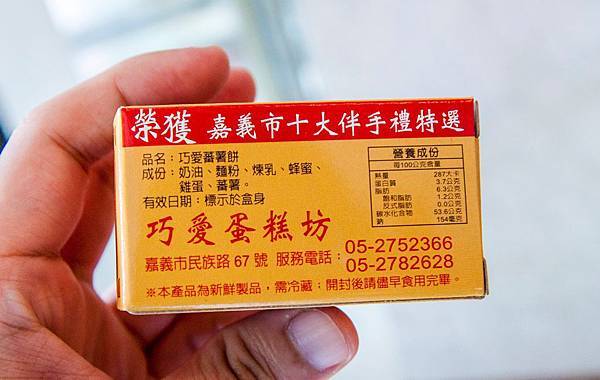 榮獲 嘉義市十大伴手禮特選
品名：巧愛蕃薯餅
成份：奶油、麵粉、煉乳、蜂蜜、
雞蛋、蕃薯。
有效日期：標示於盒身
營養成份
每100公克含量
熱量 287大卡
蛋白質 3.7公克
脂肪 6.3公克
飽和脂肪 1.2公克
反式脂肪 0.0公克
碳水化合物 53.6公克
鈉 154毫克
巧愛蛋糕坊
嘉義市民族路 67 號 服務電話：
05-2752366
05-2782628
※本產品為新鮮製品，需冷藏；開封後請儘早食用完畢。